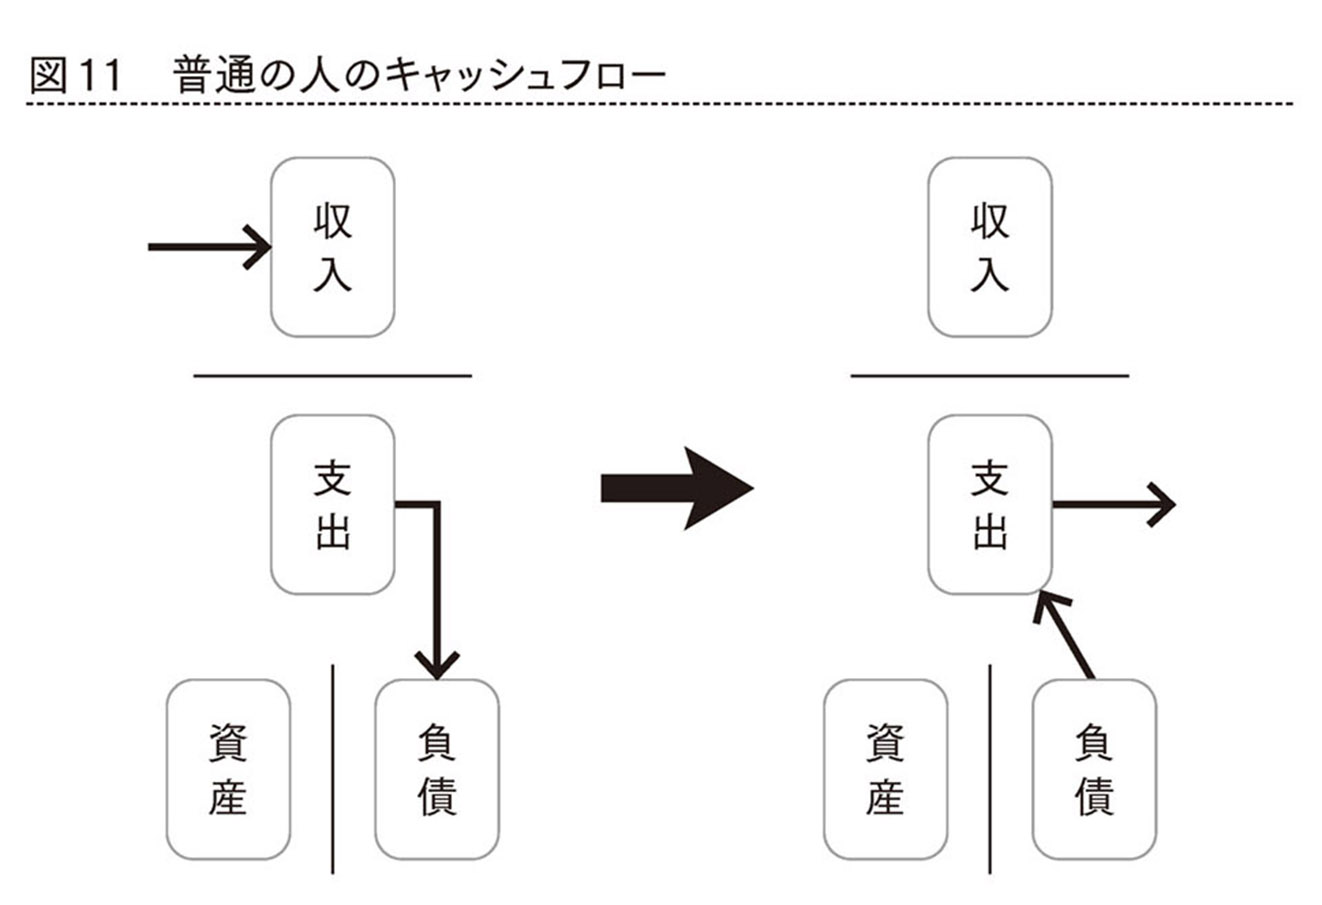 図11　普通の人のキャッシュフロー
収入
支出
資産
負債
収入
支出
資産
負債